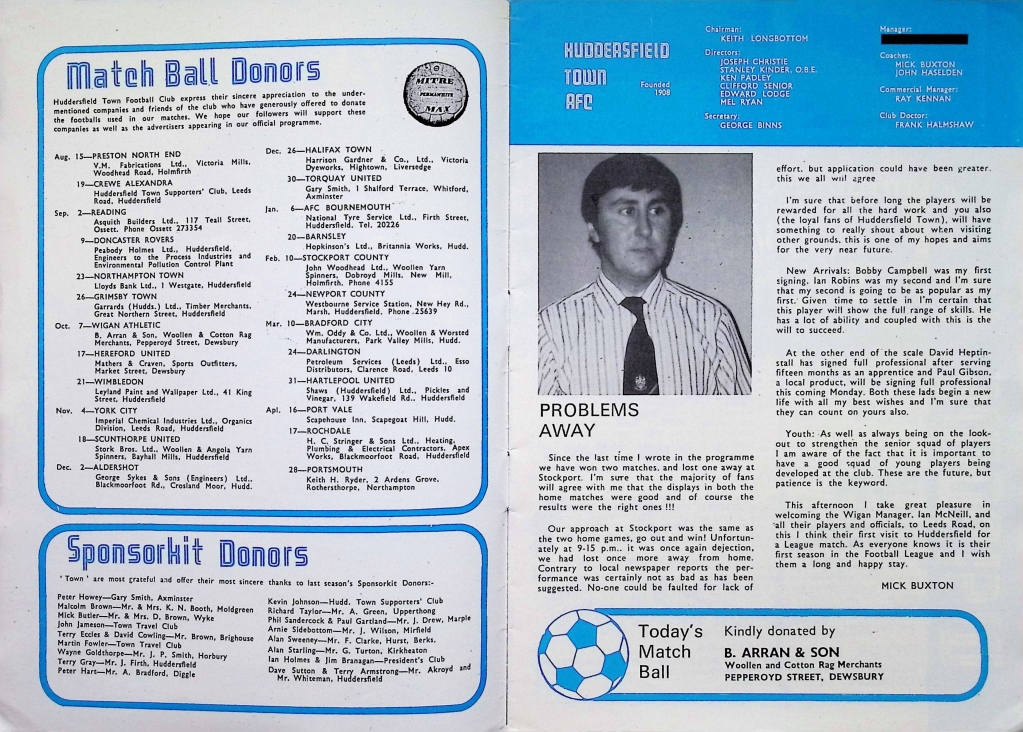 Match Ball Donors
Huddersfield Town Football Club express their sincere appreciation to the under-
mentioned companies and friends of the club who have generously offered to donate
the footballs used in our matches. We hope our followers will support these
companies as well as the advertisers appearing in our official programme.
MITRE
PERMAWHITE
MAX
Aug. 15—PRESTON NORTH END
V.M. Fabrications Ltd., Victoria Mills,
Woodhead Road, Holmfirth
19—CREWE ALEXANDRA
Huddersfield Town Supporters' Club, Leeds
Road, Huddersfield
Sep. 2—READING
Asquith Builders Ltd., 117 Teall Street,
Ossett. Phone Ossett 273354
9—DONCASTER ROVERS
Peabody Holmes Ltd., Huddersfield,
Engineers to the Process Industries and
Environmental Pollution Control Plant
23—NORTHAMPTON TOWN
Lloyds Bank Ltd., 1 Westgate, Huddersfield
26—GRIMSBY TOWN
Garrards (Hudds.) Ltd., Timber Merchants,
Great Northern Street, Huddersfield
Oct. 7—WIGAN ATHLETIC
B. Arran & Son, Woollen & Cotton Rag
Merchants, Pepperoyd Street, Dewsbury
17—HEREFORD UNITED
Mathers & Craven, Sports Outfitters,
Market Street, Dewsbury
21—WIMBLEDON
Leyland Paint and Wallpaper Ltd., 41 King
Street, Huddersfield
Nov. 4—YORK CITY
Imperial Chemical Industries Ltd., Organics
Division, Leeds Road, Huddersfield
18—SCUNTHORPE UNITED
Stork Bros. Ltd., Woollen & Angola Yarn
Spinners, Bayhall Mills, Huddersfield
Dec. 2—ALDERSHOT
George Sykes & Sons (Engineers) Ltd.,
Blackmoorfoot Rd., Crosland Moor, Hudd.
Dec. 26—HALIFAX TOWN
Harrison Gardner & Co., Ltd., Victoria
Dyeworks, Hightown, Liversedge
30—TORQUAY UNITED
Gary Smith, 1 Shalford Terrace, Whitford,
Axminster
Jan. 6—AFC BOURNEMOUTH
National Tyre Service Ltd., Firth Street,
Huddersfield. Tel. 20226
20—BARNSLEY
Hopkinson's Ltd., Britannia Works, Hudd.
Feb. 10—STOCKPORT COUNTY
John Woodhead Ltd., Woollen Yarn
Spinners, Dobroyd Mills, New Mill,
Holmfirth. Phone 4155
24—NEWPORT COUNTY
Westbourne Service Station, New Hey Rd.,
Marsh, Huddersfield. Phone 25639
Mar. 10—BRADFORD CITY
Wm. Oddy & Co. Ltd., Woollen & Worsted
Manufacturers, Park Valley Mills, Hudd.
24—DARLINGTON
Petroleum Services (Leeds) Ltd., Esso
Distributors, Clarence Road, Leeds 10
31—HARTLEPOOL UNITED
Shaws (Huddersfield) Ltd., Pickles and
Vinegar, 139 Wakefield Rd., Huddersfield
Apl. 16—PORT VALE
Scapehouse Inn, Scapegoat Hill, Hudd.
17—ROCHDALE
H. C. Stringer & Sons Ltd., Heating,
Plumbing & Electrical Contractors, Apex
Works, Blackmoorfoot Road, Huddersfield
28—PORTSMOUTH
Keith H. Ryder, 2 Ardens Grove,
Rothersthorpe, Northampton
Sponsorkit Donors
' Town ' are most grateful and offer their most sincere thanks to last season's Sponsorkit Donors:-
Peter Howey—Gary Smith, Axminster
Malcolm Brown—Mr. & Mrs. K. N. Booth, Moldgreen
Mick Butler—Mr. & Mrs. D. Brown, Wyke
John Jameson—Town Travel Club
Terry Eccles & David Cowling—Mr. Brown, Brighouse
Martin Fowler—Town Travel Club
Wayne Goldthorpe—Mr. J. P. Smith, Horbury
Terry Gray—Mr. J. Firth, Huddersfield
Peter Hart—Mr. A. Bradford, Diggle
Kevin Johnson—Hudd. Town Supporters' Club
Richard Taylor—Mr. A. Green, Upperthong
Phil Sandercock & Paul Gartland—Mr. J. Drew, Marple
Arnie Sidebottom—Mr. J. Wilson, Mirfield
Alan Sweeney—Mr. F. Clarke, Hurst, Berks.
Alan Starling—Mr. G. Turton, Kirkheaton
Ian Holmes & Jim Branagan—President's Club
Dave Sutton & Terry Armstrong—Mr. Akroyd and
Mr. Whiteman, Huddersfield
HUDDERSFIELD
TOWN
AFC
Founded
1908
Chairman:
KEITH LONGBOTTOM
Directors:
JOSEPH CHRISTIE
STANLEY KINDER, O.B.E.
KEN PADLEY
CLIFFORD SENIOR
EDWARD LODGE
MEL RYAN
Secretary:
GEORGE BINNS
Manager:
Coaches:
MICK BUXTON
JOHN HASELDEN
Commercial Manager:
RAY KENNAN
Club Doctor:
FRANK HALMSHAW
PROBLEMS
AWAY
Since the last time I wrote in the programme
we have won two matches, and lost one away at
Stockport. I'm sure that the majority of fans
will agree with me that the displays in both the
home matches were good and of course the
results were the right ones !!!
Our approach at Stockport was the same as
the two home games, go out and win! Unfortun-
ately at 9-15 p.m.. it was once again dejection,
we had lost once more away from home.
Contrary to local newspaper reports the per-
formance was certainly not as bad as has been
suggested. No-one could be faulted for lack of
effort, but application could have been greater.
this we all will agree
I'm sure that before long the players will be
rewarded for all the hard work and you also
(the loyal fans of Huddersfield Town), will have
something to really shout about when visiting
other grounds, this is one of my hopes and aims
for the very near future.
New Arrivals: Bobby Campbell was my first
signing. Ian Robins was my second and I'm sure
that my second is going to be as popular as my
first. Given time to settle in I'm certain that
this player will show the full range of skills. He
has a lot of ability and coupled with this is the
will to succeed.
At the other end of the scale David Heptin-
stall has signed full professional after serving
fifteen months as an apprentice and Paul Gibson,
a local product, will be signing full professional
this coming Monday. Both these lads begin a new
life with all my best wishes and I'm sure that
they can count on yours also.
Youth: As well as always being on the look-
out to strengthen the senior squad of players
I am aware of the fact that it is important to
have a good squad of young players being
developed at the club. These are the future, but
patience is the keyword.
This afternoon I take great pleasure in
welcoming the Wigan Manager, Ian McNeill, and
all their players and officials, to Leeds Road, on
this I think their first visit to Huddersfield for
a League match. As everyone knows it is their
first season in the Football League and I wish
them a long and happy stay.
MICK BUXTON
Today's
Match
Ball
Kindly donated by
B. ARRAN & SON
Woollen and Cotton Rag Merchants
PEPPEROYD STREET, DEWSBURY